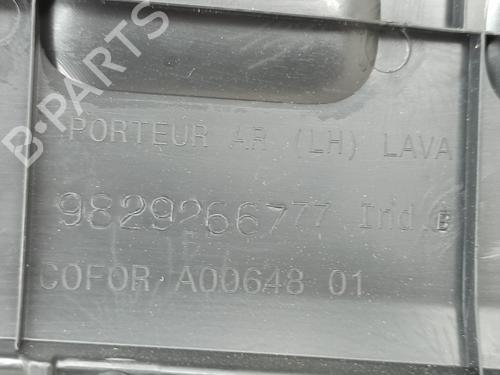 PORTEUR AR (LH) LAVA
9829266777 Ind.B
COFOR A00648 01
B-PARTS